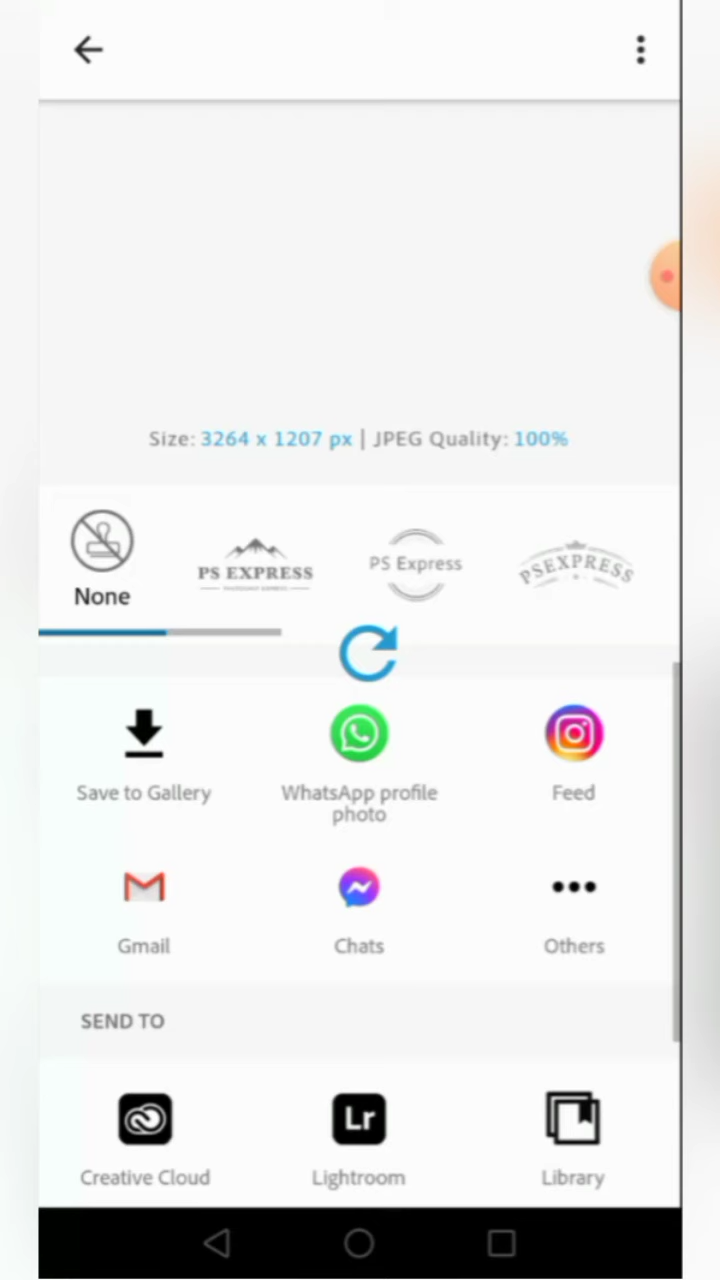 Size: 3264 x 1207 px | JPEG Quality: 100%
None
PS EXPRESS
PS Express
PSEXPRESS
Save to Gallery
WhatsApp profile
photo
Feed
Gmail
Chats
Others
SEND TO
Lr
Creative Cloud
Lightroom
Library